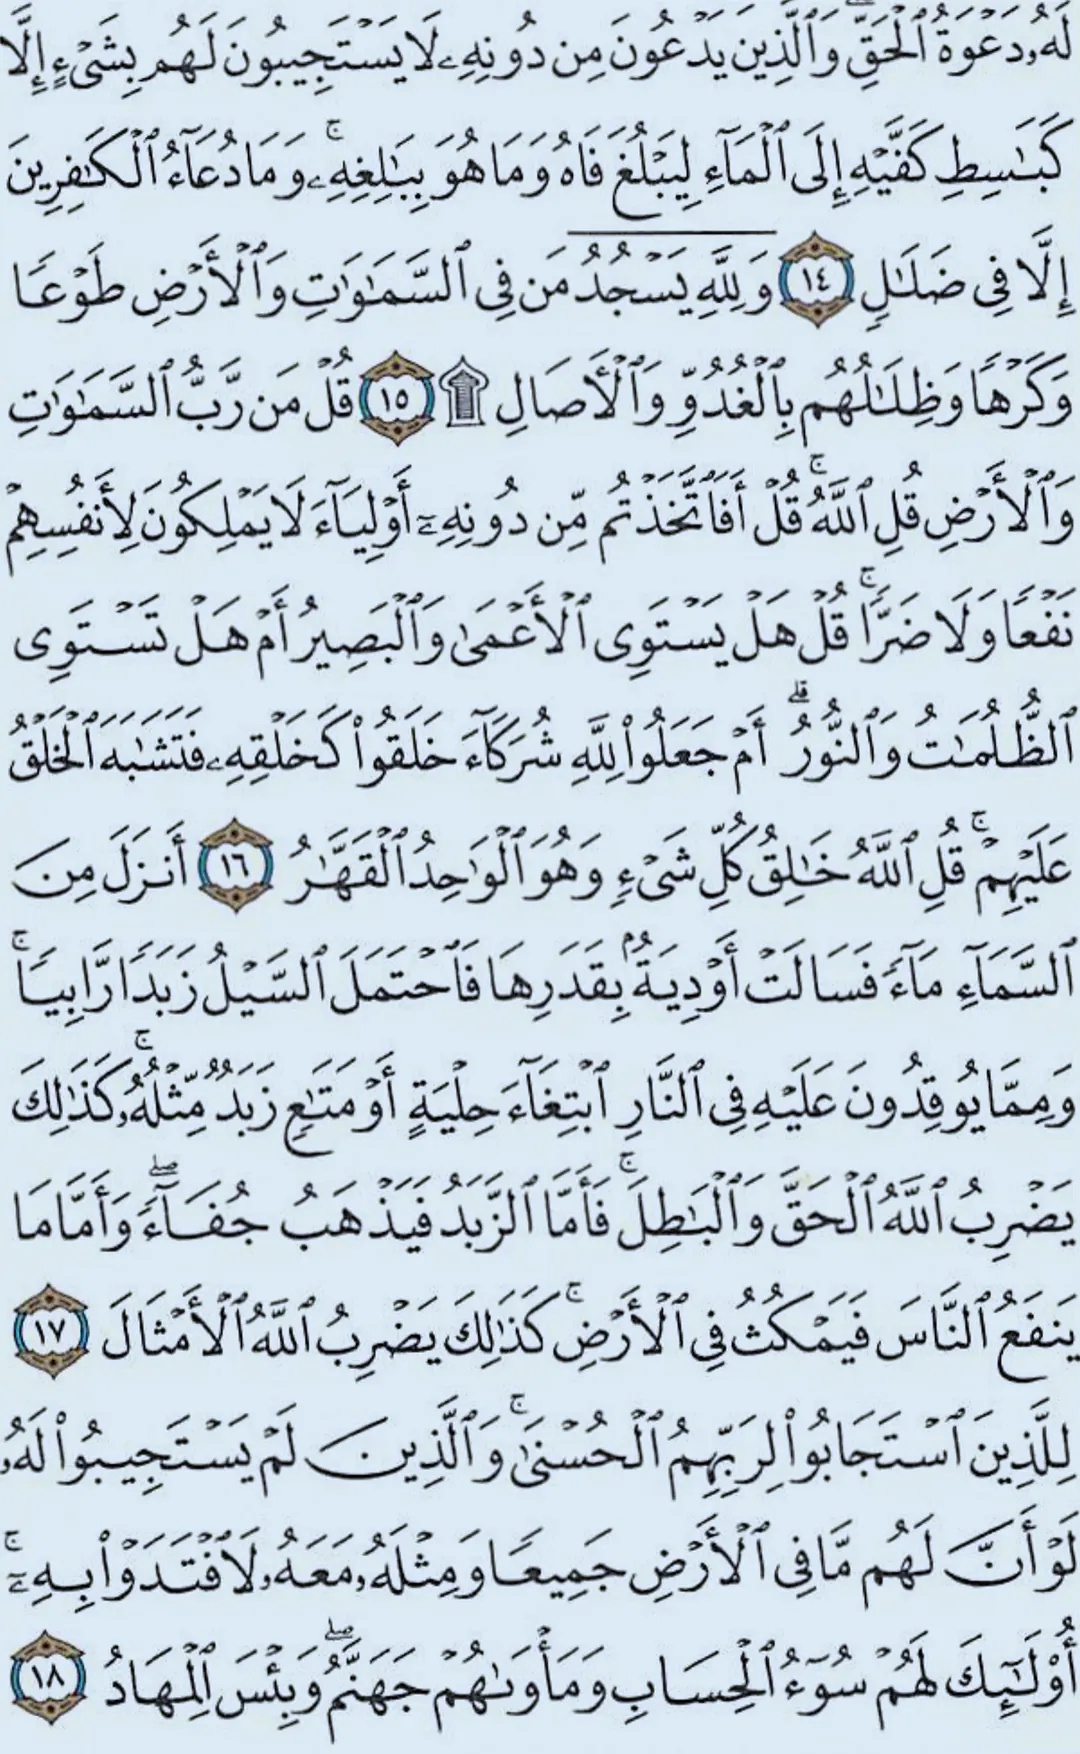 لَهُۥ دَعۡوَةُ ٱلۡحَقِّۚ وَٱلَّذِينَ يَدۡعُونَ مِن دُونِهِۦ لَا يَسۡتَجِيبُونَ لَهُم بِشَيۡءٍ إِلَّا
كَبَٰسِطِ كَفَّيۡهِ إِلَى ٱلۡمَآءِ لِيَبۡلُغَ فَاهُ وَمَا هُوَ بِبَٰلِغِهِۦۚ وَمَا دُعَآءُ ٱلۡكَٰفِرِينَ
إِلَّا فِي ضَلَٰلٖ ١٤ وَلِلَّهِۤ يَسۡجُدُۤ مَن فِي ٱلسَّمَٰوَٰتِ وَٱلۡأَرۡضِ طَوۡعٗا
وَكَرۡهٗا وَظِلَٰلُهُم بِٱلۡغُدُوِّ وَٱلۡأٓصَالِ۩ ١٥ قُلۡ مَن رَّبُّ ٱلسَّمَٰوَٰتِ
وَٱلۡأَرۡضِ قُلِ ٱللَّهُۚ قُلۡ أَفَٱتَّخَذۡتُم مِّن دُونِهِۦٓ أَوۡلِيَآءَ لَا يَمۡلِكُونَ لِأَنفُسِهِمۡ
نَفۡعٗا وَلَا ضَرّٗاۚ قُلۡ هَلۡ يَسۡتَوِي ٱلۡأَعۡمَىٰ وَٱلۡبَصِيرُ أَمۡ هَلۡ تَسۡتَوِي
ٱلظُّلُمَٰتُ وَٱلنُّورُۗ أَمۡ جَعَلُواْ لِلَّهِ شُرَكَآءَ خَلَقُواْ كَخَلۡقِهِۦ فَتَشَٰبَهَ ٱلۡخَلۡقُ
عَلَيۡهِمۡۚ قُلِ ٱللَّهُ خَٰلِقُ كُلِّ شَيۡءٖ وَهُوَ ٱلۡوَٰحِدُ ٱلۡقَهَّٰرُ ١٦ أَنزَلَ مِنَ
ٱلسَّمَآءِ مَآءٗ فَسَالَتۡ أَوۡدِيَةُۢ بِقَدَرِهَا فَٱحۡتَمَلَ ٱلسَّيۡلُ زَبَدٗا رَّابِيٗاۚ
وَمِمَّا يُوقِدُونَ عَلَيۡهِ فِي ٱلنَّارِ ٱبۡتِغَآءَ حِلۡيَةٍ أَوۡ مَتَٰعٖ زَبَدٞ مِّثۡلُهُۥۚ كَذَٰلِكَ
يَضۡرِبُ ٱللَّهُ ٱلۡحَقَّ وَٱلۡبَٰطِلَۚ فَأَمَّا ٱلزَّبَدُ فَيَذۡهَبُ جُفَآءٗۖ وَأَمَّا مَا
يَنفَعُ ٱلنَّاسَ فَيَمۡكُثُ فِي ٱلۡأَرۡضِۚ كَذَٰلِكَ يَضۡرِبُ ٱللَّهُ ٱلۡأَمۡثَالَ ١٧
لِلَّذِينَ ٱسۡتَجَابُواْ لِرَبِّهِمُ ٱلۡحُسۡنَىٰۚ وَٱلَّذِينَ لَمۡ يَسۡتَجِيبُواْ لَهُۥ
لَوۡ أَنَّ لَهُم مَّا فِي ٱلۡأَرۡضِ جَمِيعٗا وَمِثۡلَهُۥ مَعَهُۥ لَٱفۡتَدَوۡاْ بِهِۦٓۚ
أُوْلَٰٓئِكَ لَهُمۡ سُوٓءُ ٱلۡحِسَابِ وَمَأۡوَىٰهُمۡ جَهَنَّمُۖ وَبِئۡسَ ٱلۡمِهَادُ ١٨